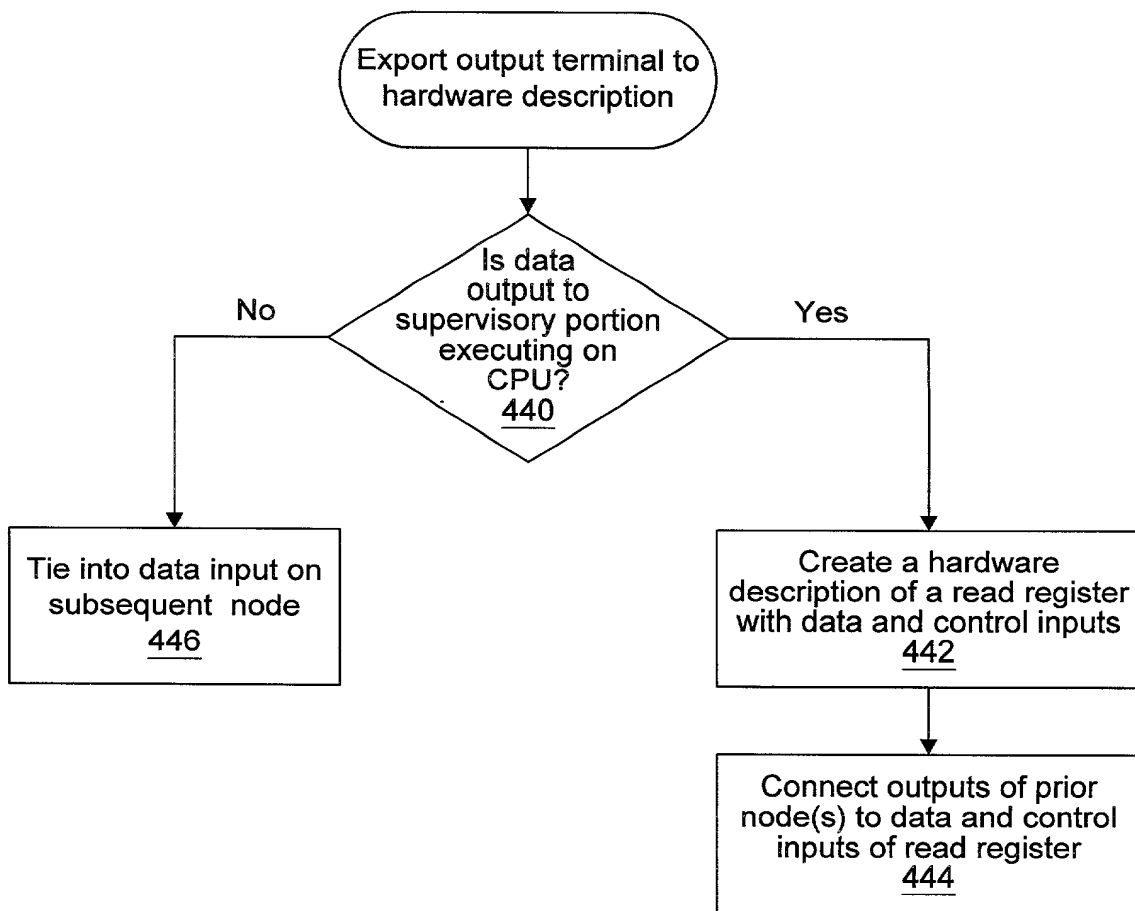 Export output terminal to
hardware description
Is data
output to
supervisory portion
executing on
CPU?
440
No
Yes
Tie into data input on
subsequent node
446
Create a hardware
description of a read register
with data and control inputs
442
Connect outputs of prior
node(s) to data and control
inputs of read register
444